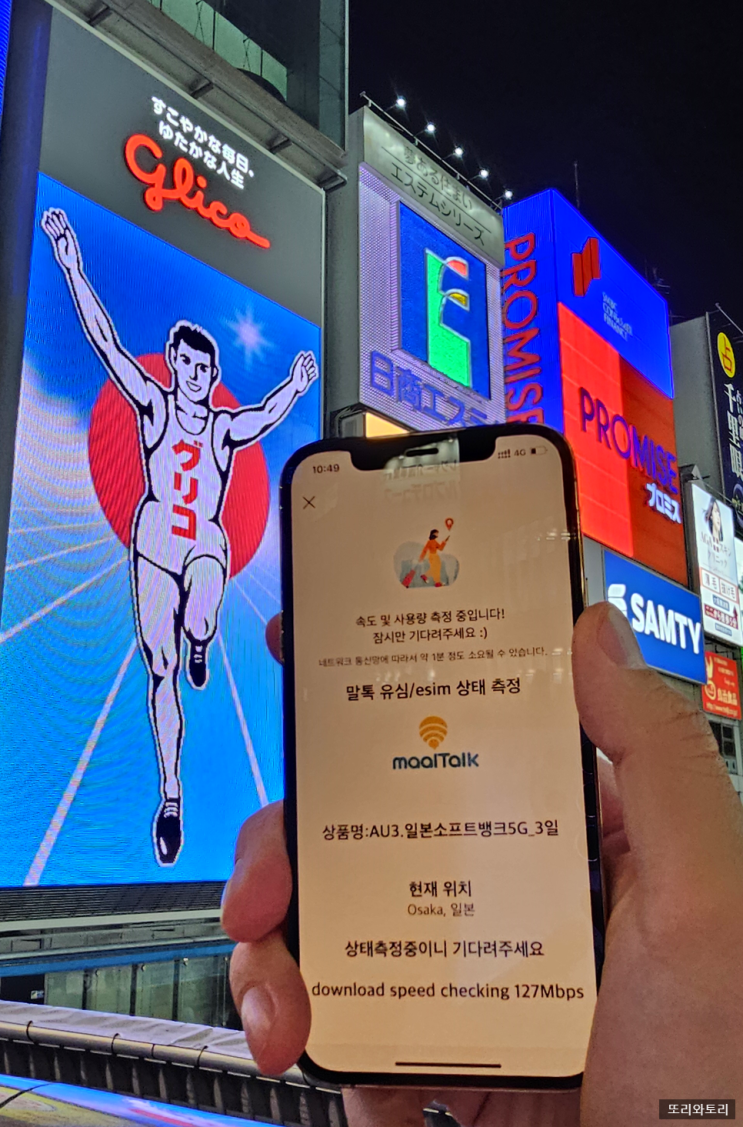 すこやかな毎日、
ゆたかな人生
Glico
グリコ
エステムシリーズ
日商エステ
PROMISE
PROMISE
プロミス
SAMTY
千里眼
10:49
4G
속도 및 사용량 측정 중입니다!
잠시만 기다려주세요 :)
네트워크 통신망에 따라서 약 1분 정도 소요될 수 있습니다.
말톡 유심/esim 상태 측정
maalTalk
상품명:AU3.일본소프트뱅크5G_3일
현재 위치
Osaka, 일본
상태측정중이니 기다려주세요
download speed checking 127Mbps
또리와토리